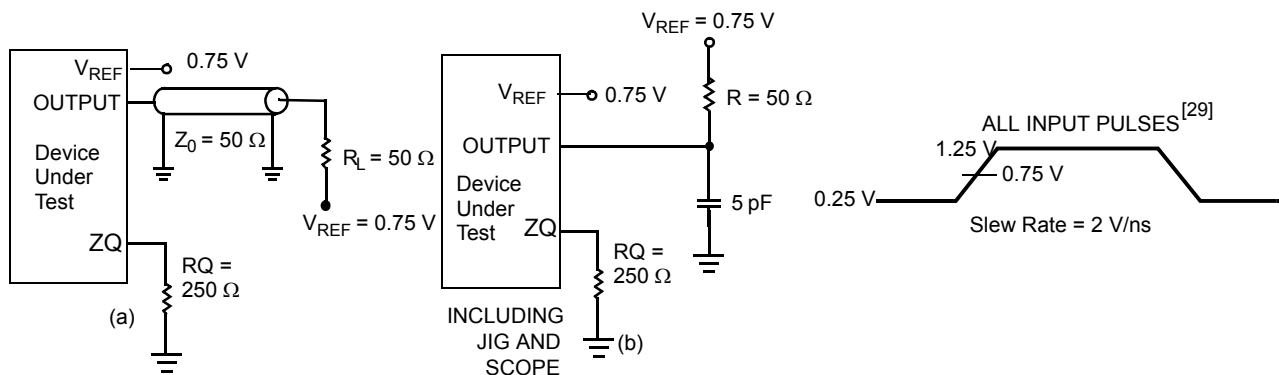 V_REF 0.75 V
OUTPUT
Z_0 = 50 Ω
Device
Under
Test
R_L = 50 Ω
V_REF = 0.75 V
ZQ
RQ =
250 Ω
(a)
V_REF = 0.75 V
R = 50 Ω
V_REF 0.75 V
OUTPUT
Device
Under
Test
5 pF
ZQ
RQ =
250 Ω
INCLUDING
JIG AND
SCOPE
(b)
ALL INPUT PULSES[29]
1.25 V
0.75 V
0.25 V
Slew Rate = 2 V/ns